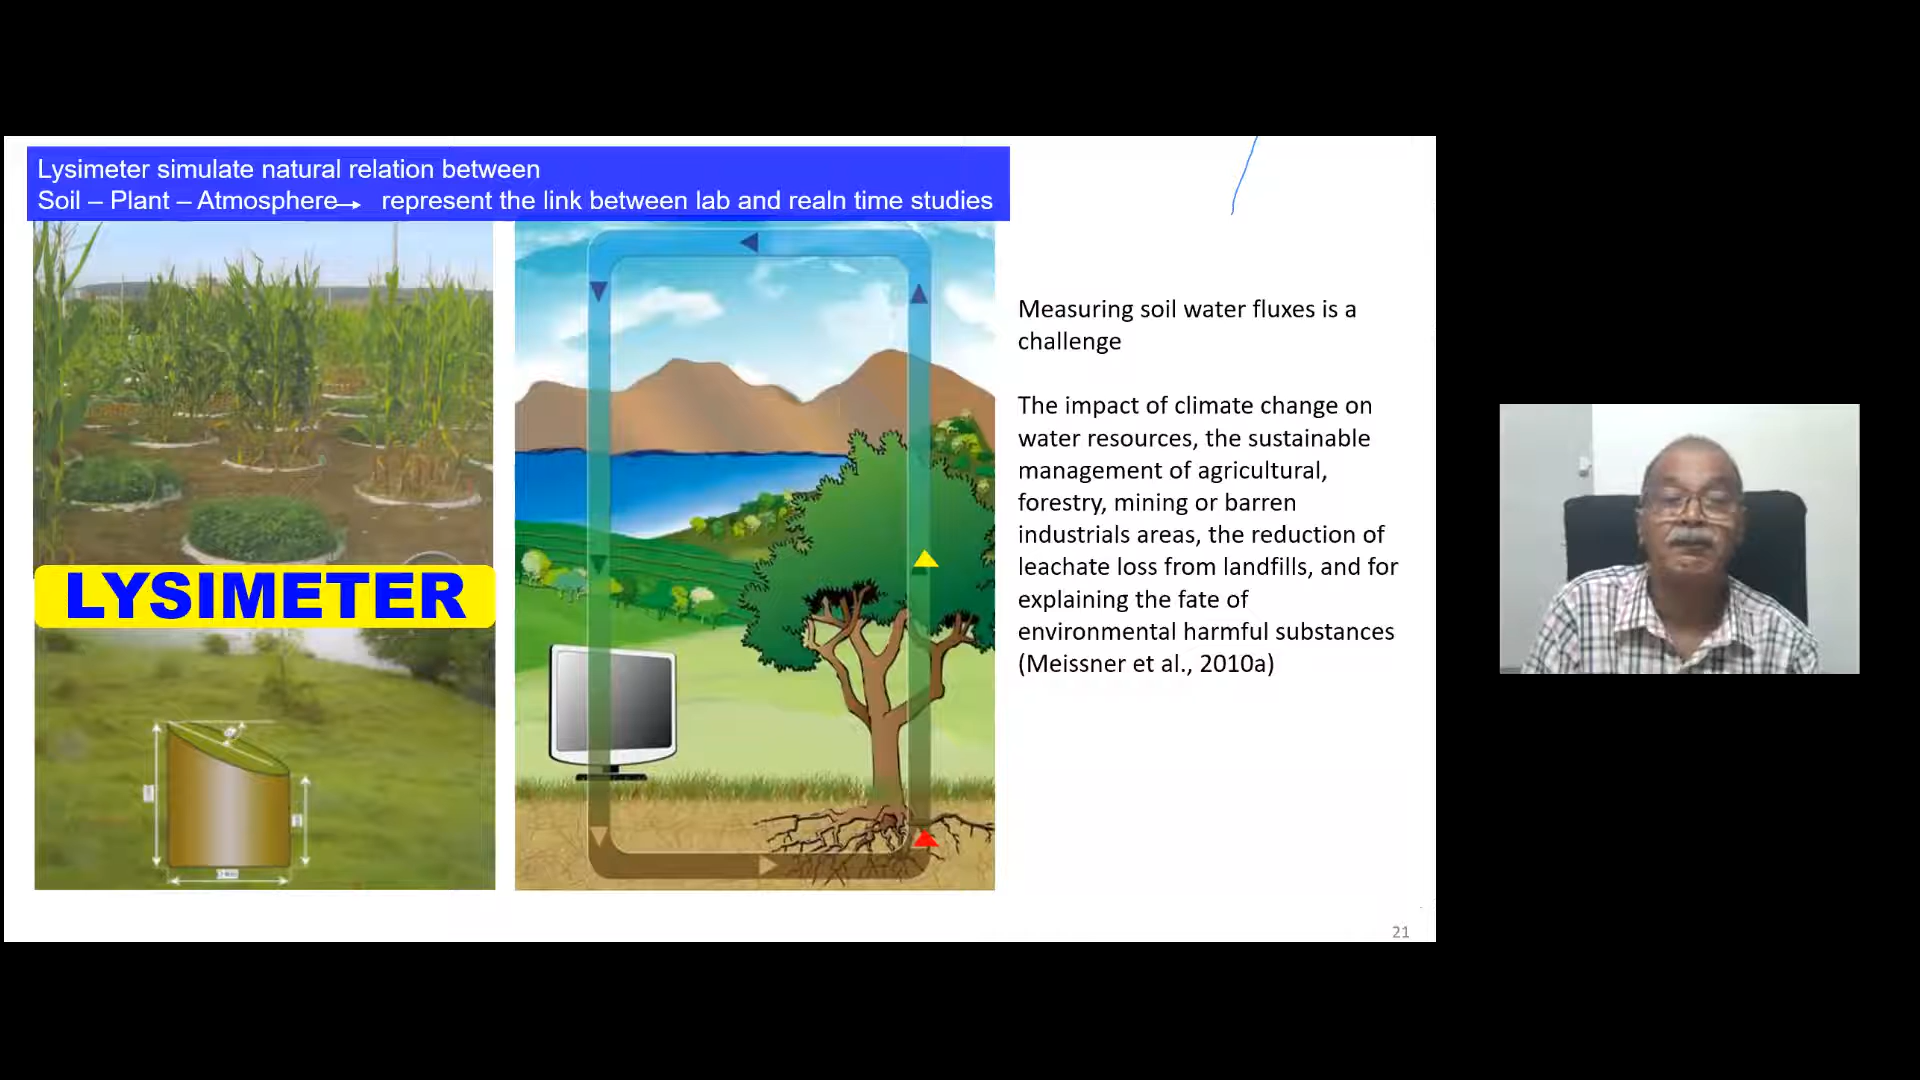 Lysimeter simulate natural relation between
Soil – Plant – Atmosphere→ represent the link between lab and realn time studies
LYSIMETER
Measuring soil water fluxes is a
challenge
The impact of climate change on
water resources, the sustainable
management of agricultural,
forestry, mining or barren
industrials areas, the reduction of
leachate loss from landfills, and for
explaining the fate of
environmental harmful substances
(Meissner et al., 2010a)
21